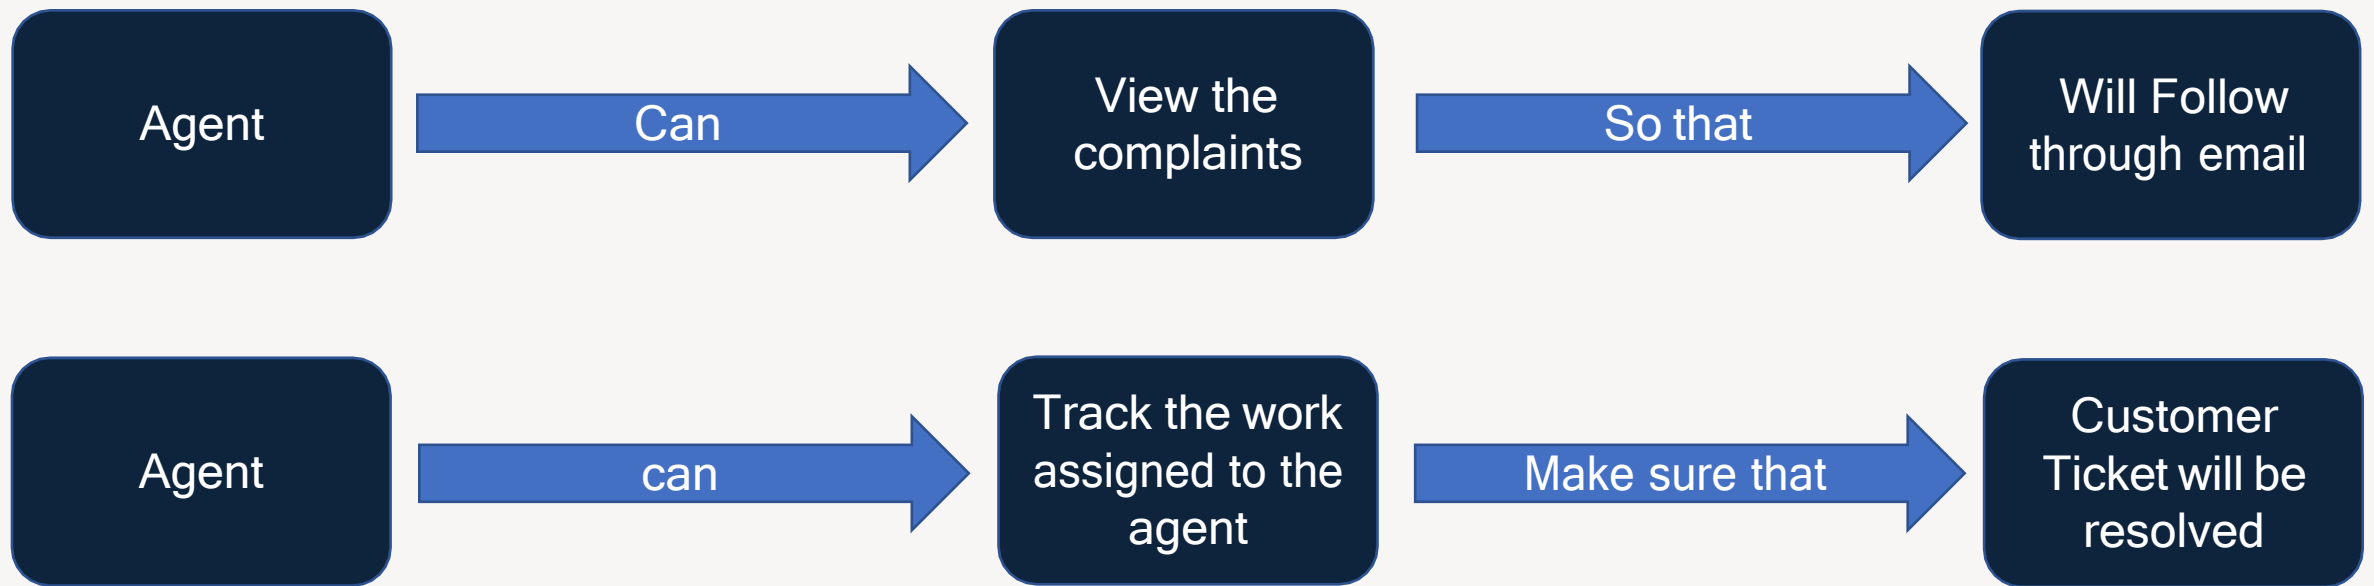 Agent
Can
View the
complaints
So that
Will Follow
through email
Agent
can
Track the work
assigned to the
agent
Make sure that
Customer
Ticket will be
resolved